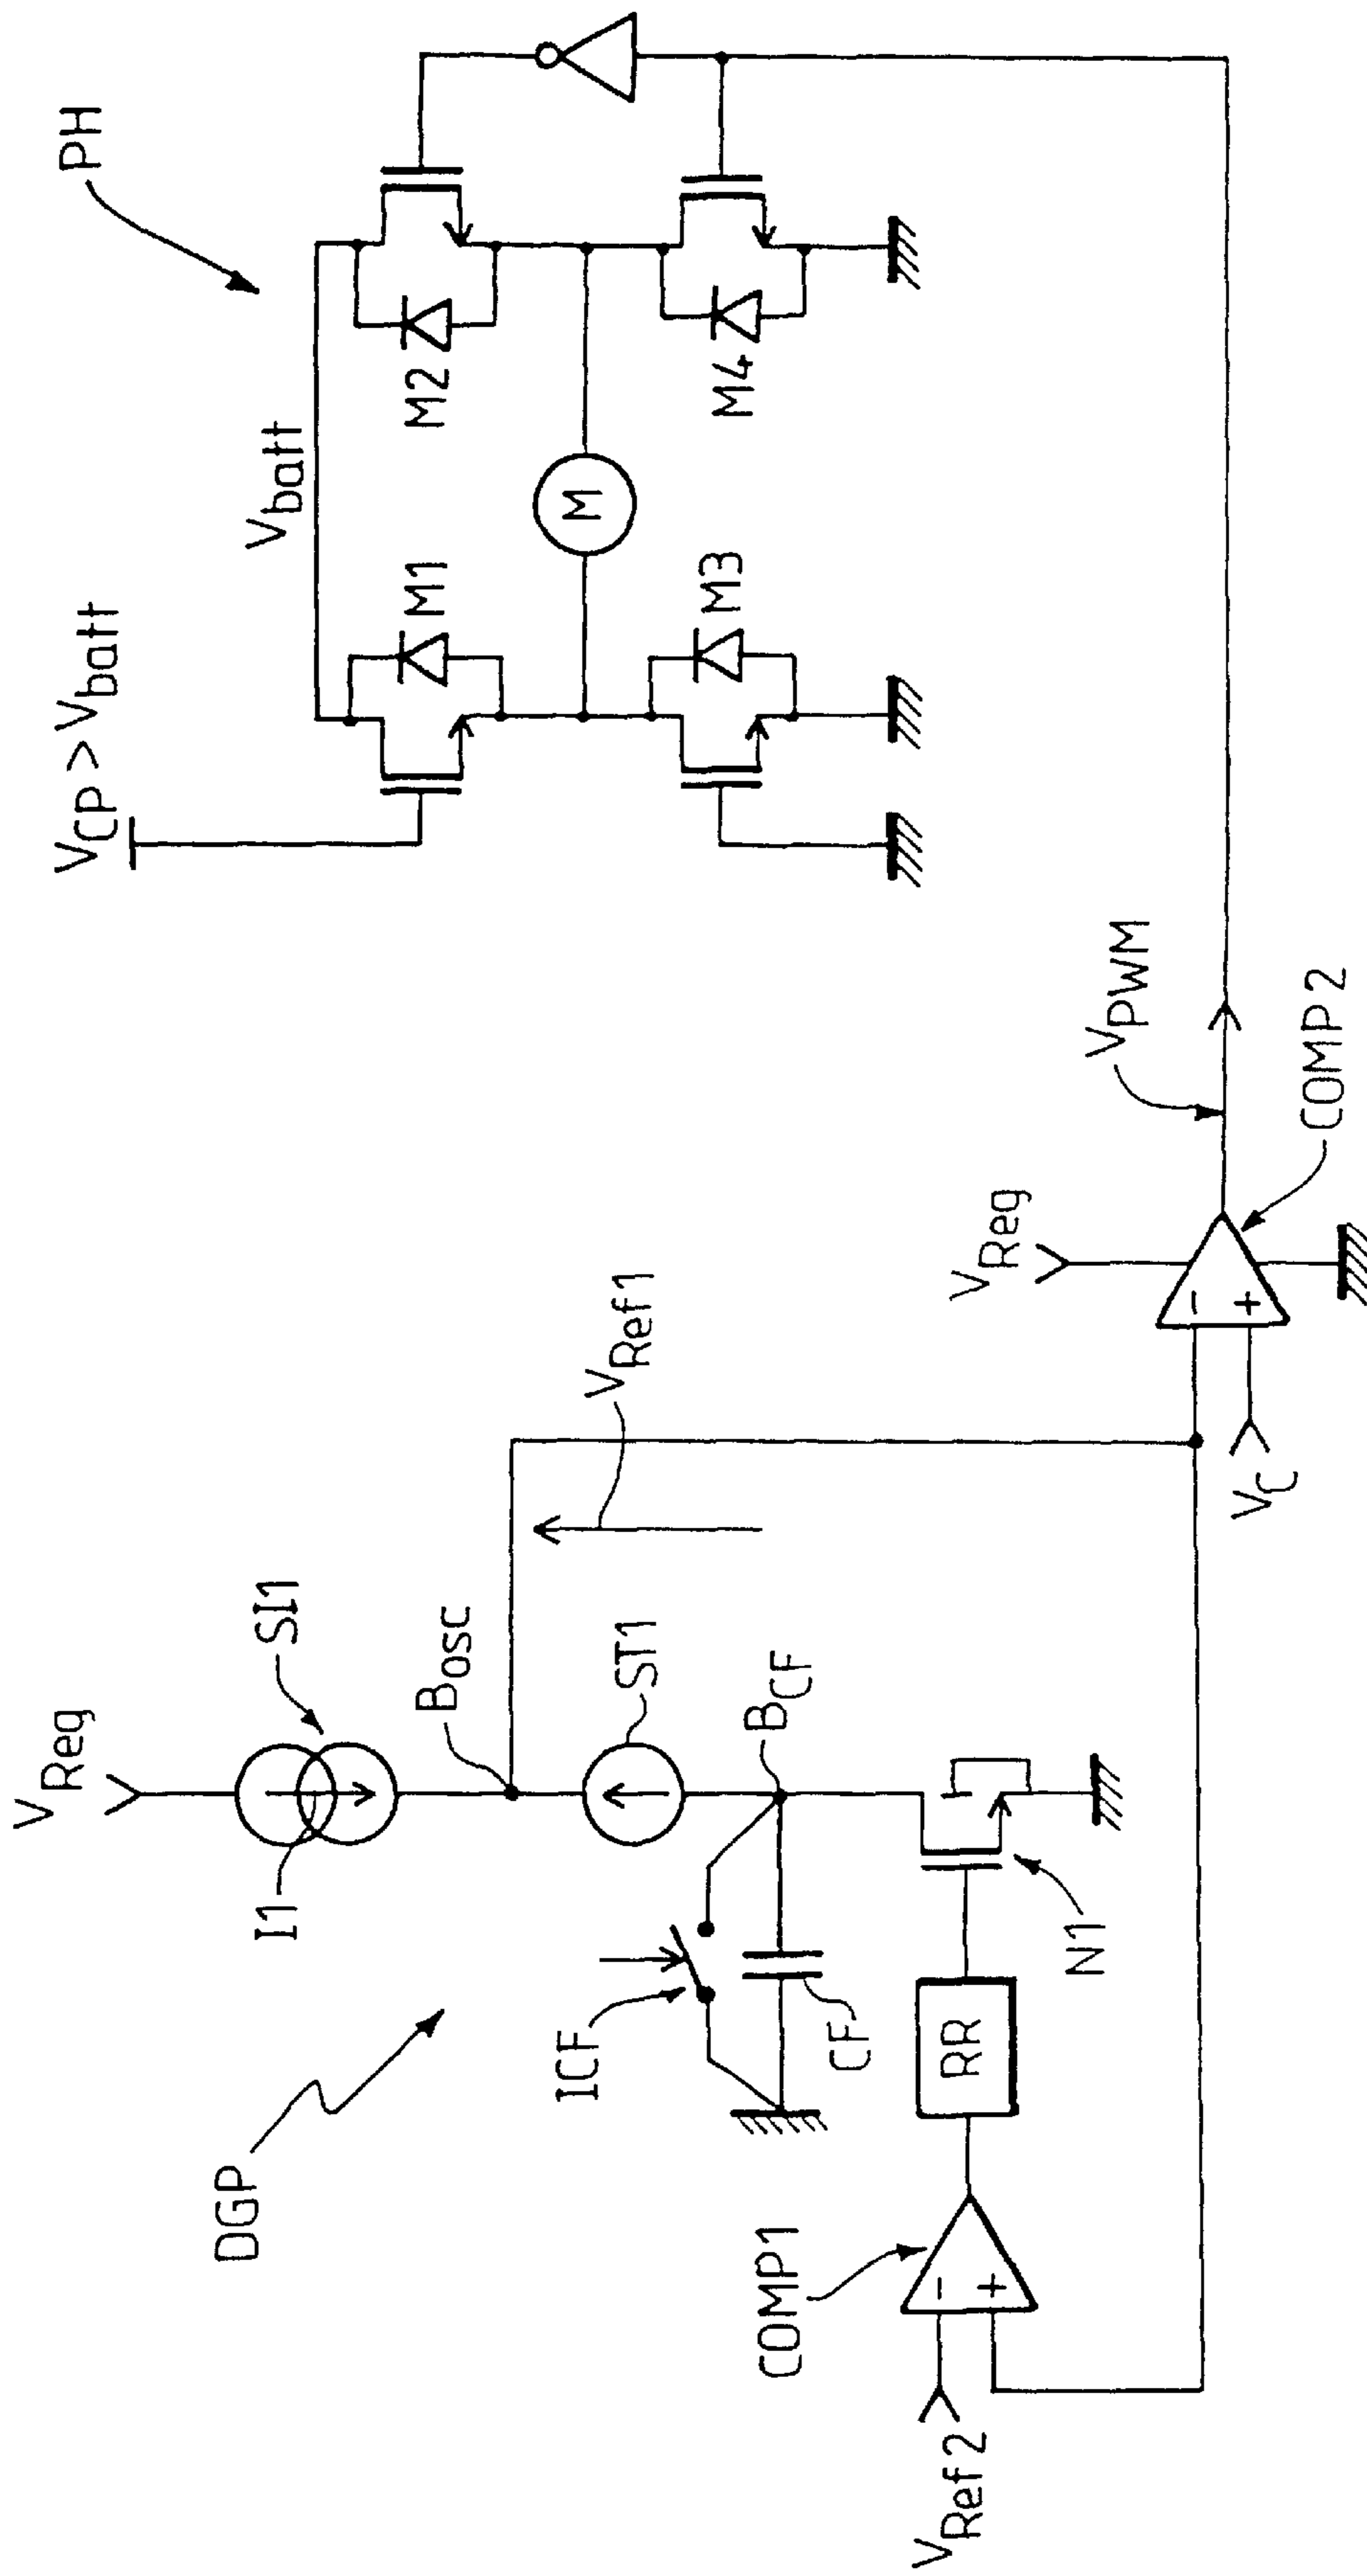 PH
V_CP > V_batt
V_batt
M1
M2
M
M3
M4
V_Reg
SI1
I1
B_OSC
V_Ref1
DGP
ST1
ICF
B_CF
CF
V_Reg
V_PWM
COMP1
RR
N1
-
+
V_Ref2
-
+
V_C
COMP2